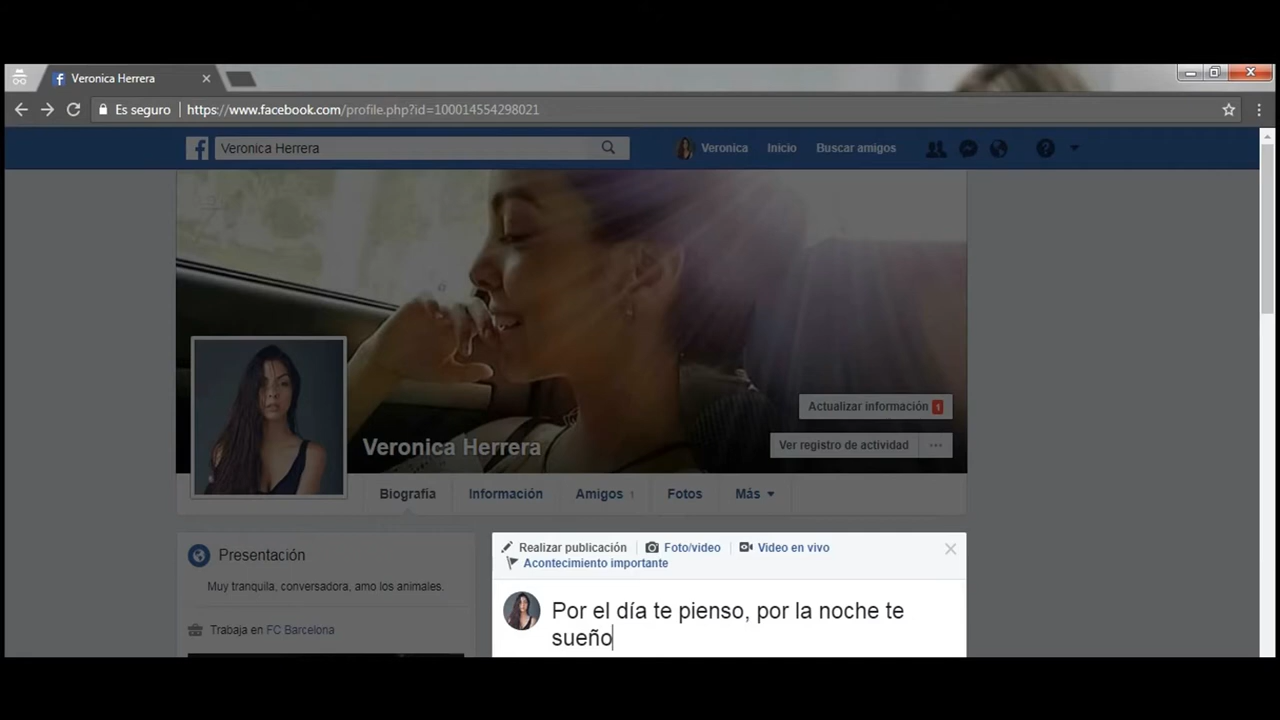 Veronica Herrera
Es seguro https://www.facebook.com/profile.php?id=100014554298021
Veronica Herrera
Veronica Inicio Buscar amigos
Actualizar información 1
Veronica Herrera
Ver registro de actividad
Biografía Información Amigos 1 Fotos Más
Presentación
Muy tranquila, conversadora, amo los animales.
Trabaja en FC Barcelona
Realizar publicación Foto/video Video en vivo
Acontecimiento importante
Por el día te pienso, por la noche te
sueño